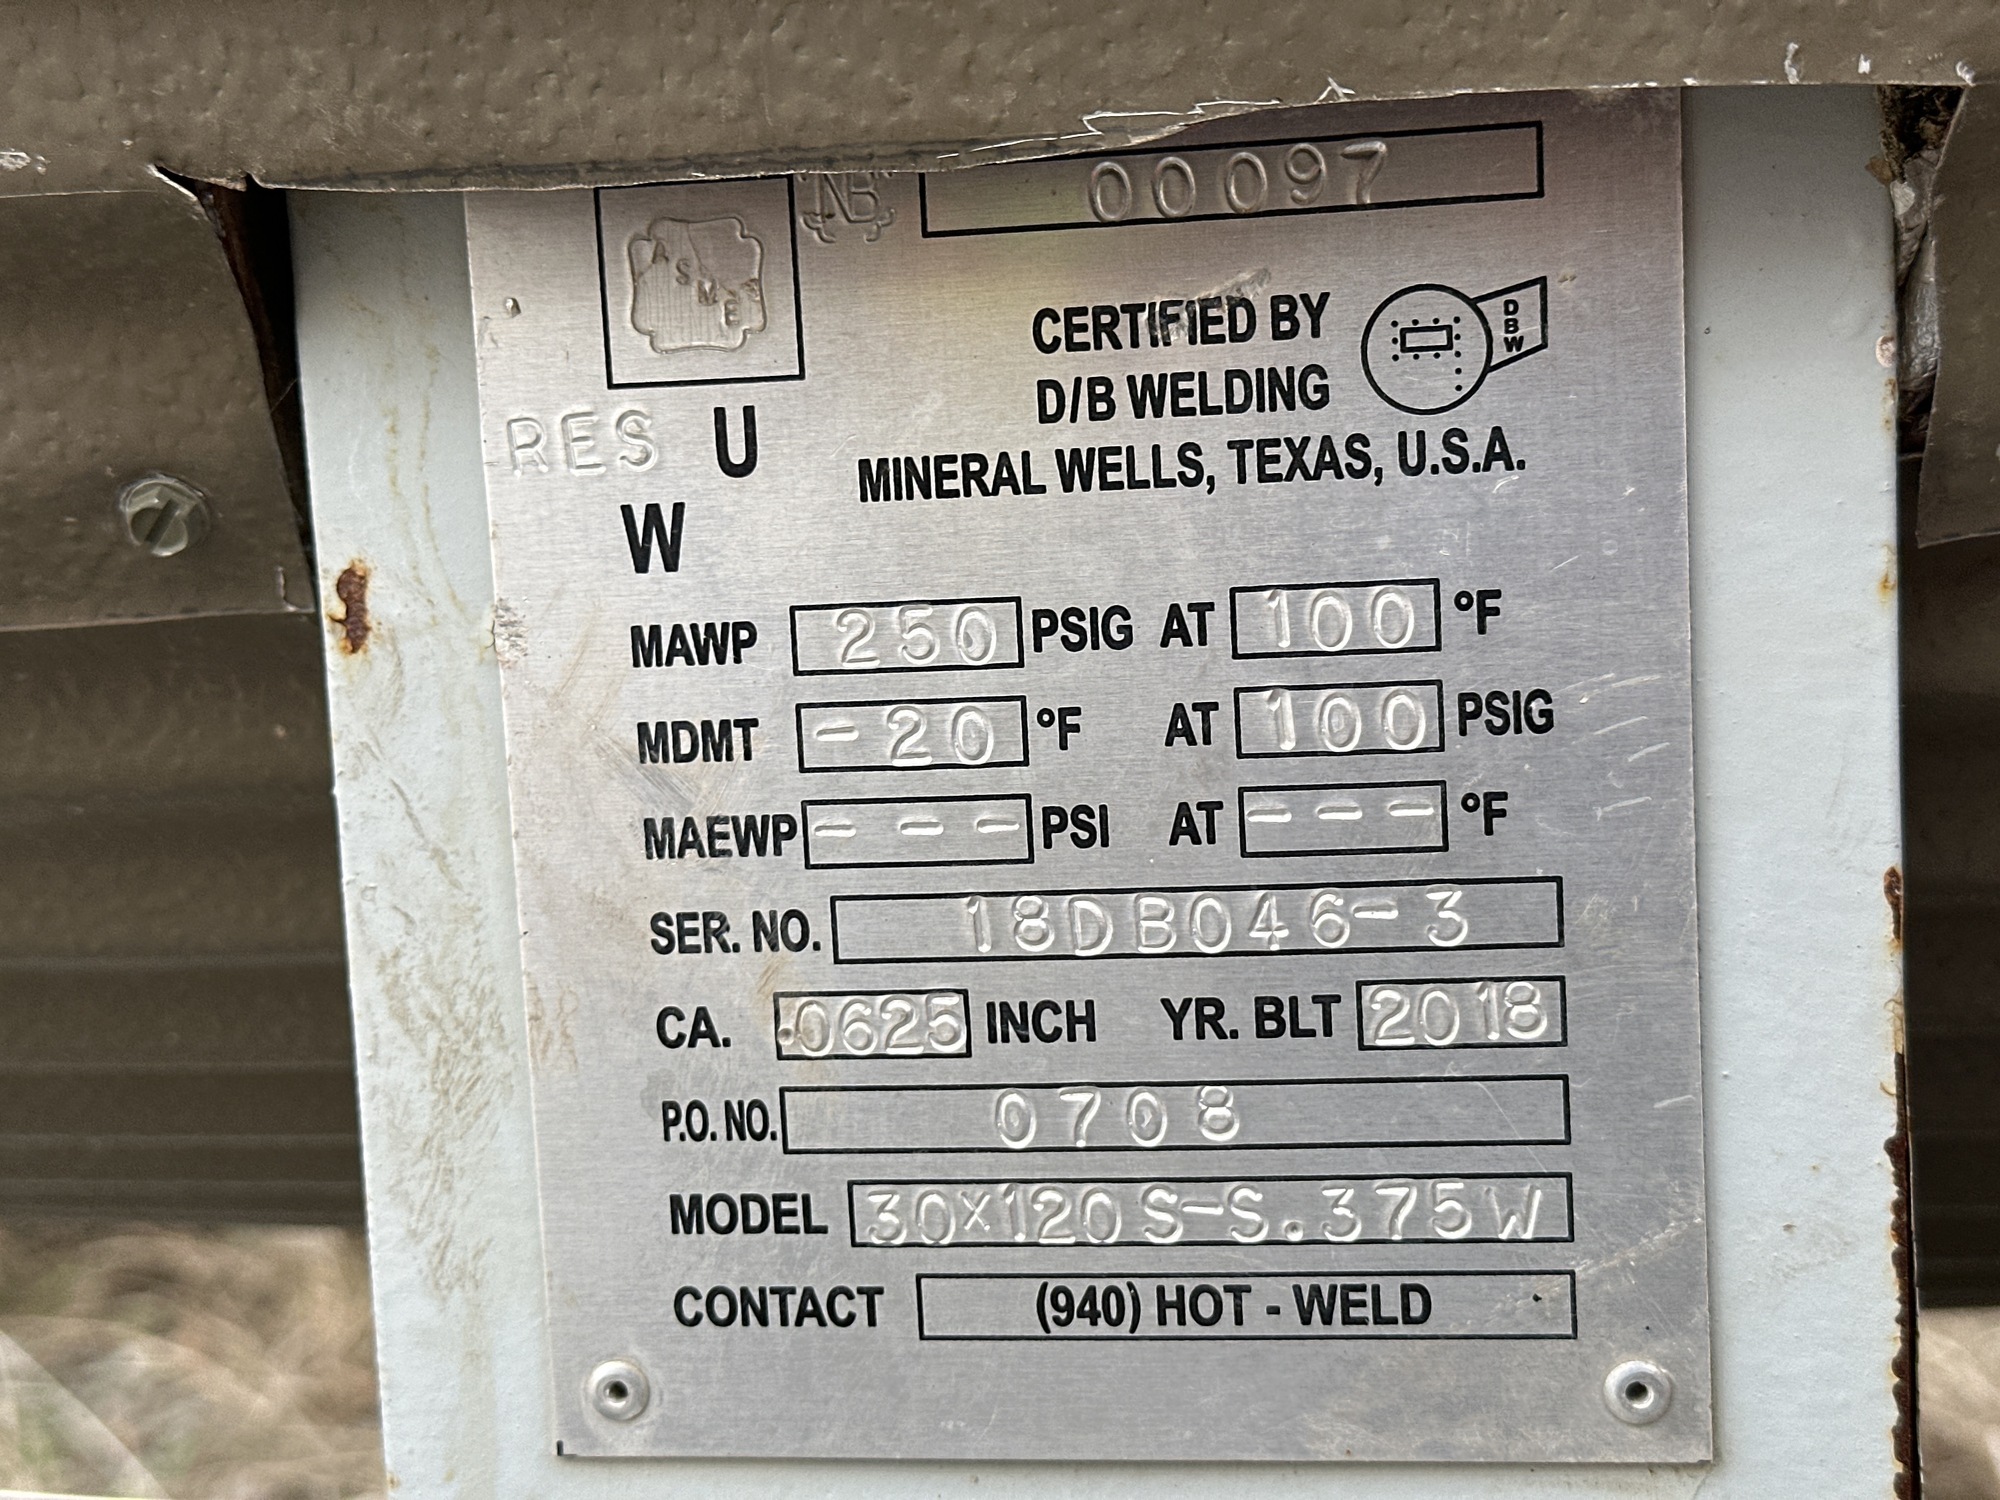 NB 00097
ASME
CERTIFIED BY
DBW
D/B WELDING
RES U
MINERAL WELLS, TEXAS, U.S.A.
W
MAWP 250 PSIG AT 100 °F
MDMT -20 °F AT 100 PSIG
MAEWP --- PSI AT --- °F
SER. NO. 18DB046-3
CA. .0625 INCH YR. BLT 2018
P.O. NO. 0708
MODEL 30x120 S-S.375W
CONTACT (940) HOT - WELD